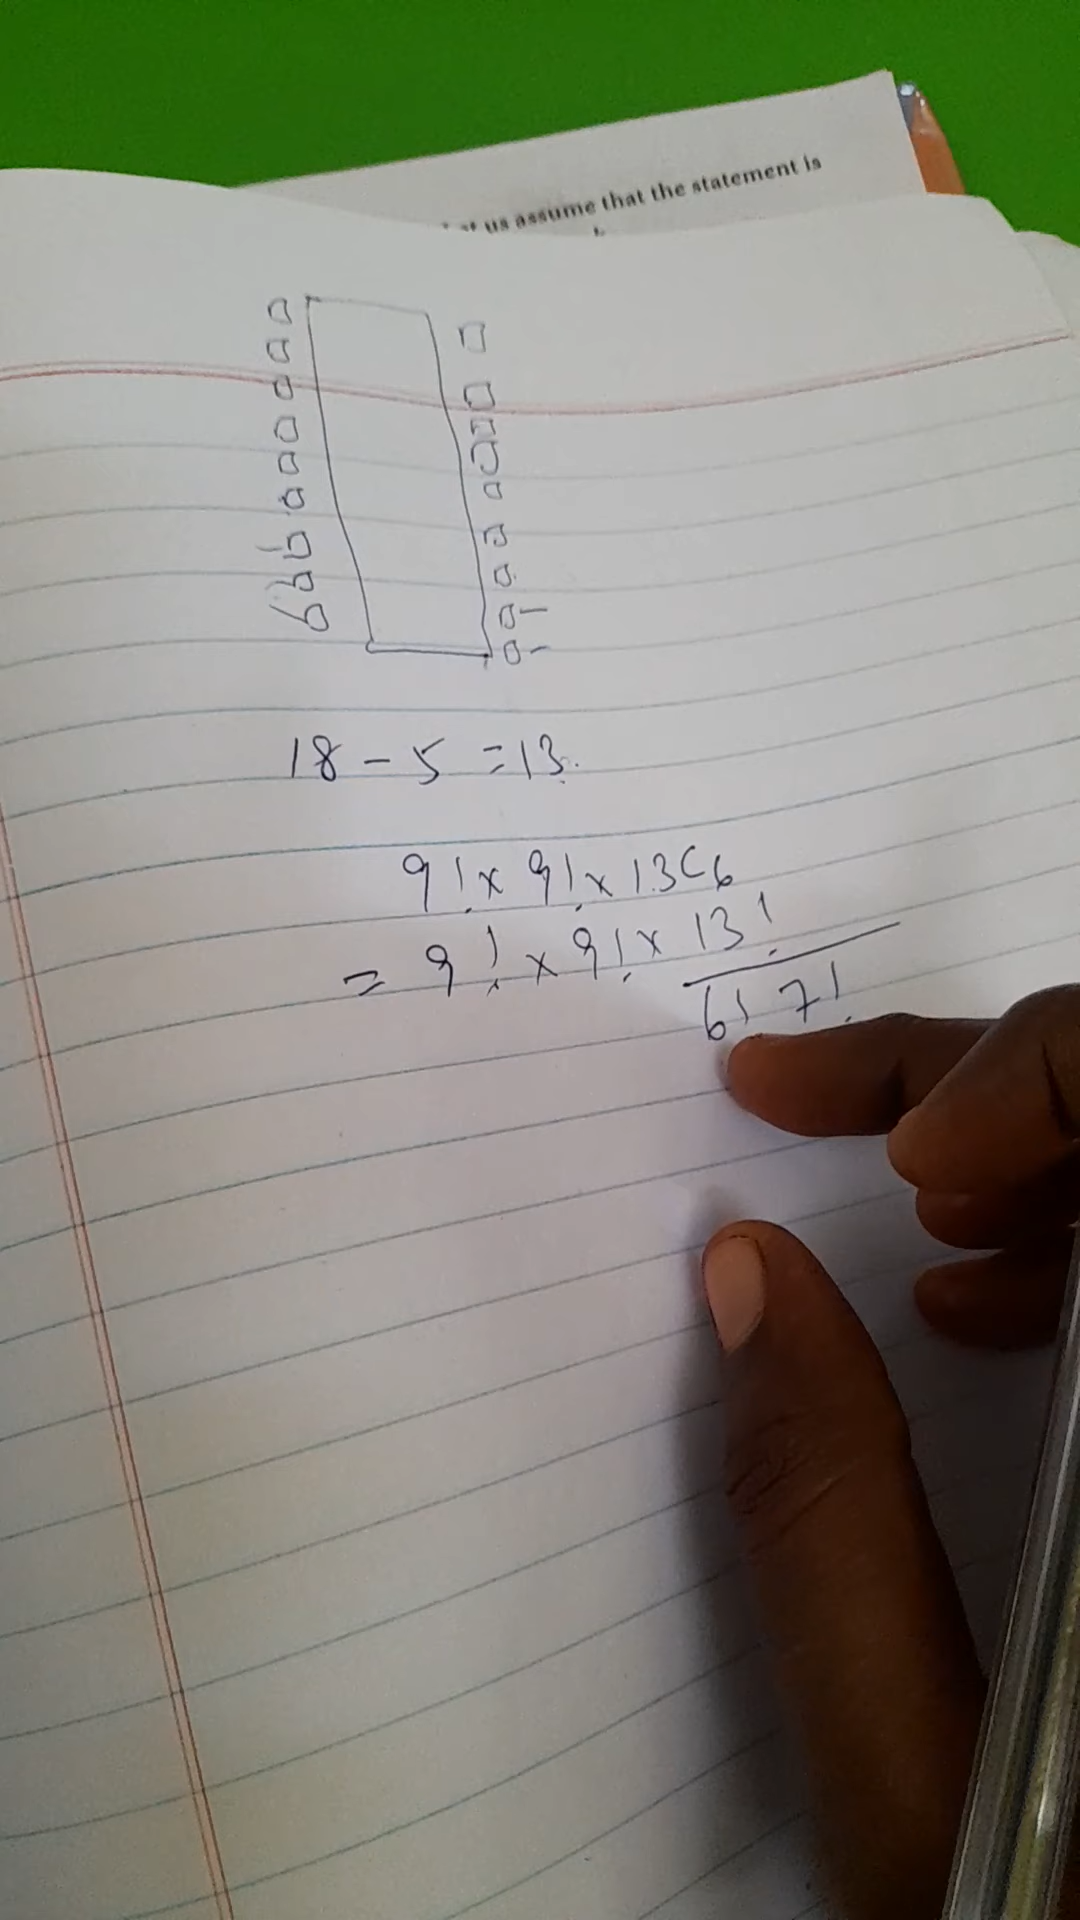 us assume that the statement is
18 - 5 = 13.
9! x 9! x 13C6
= 9! x 9! x 13!
6! 7!